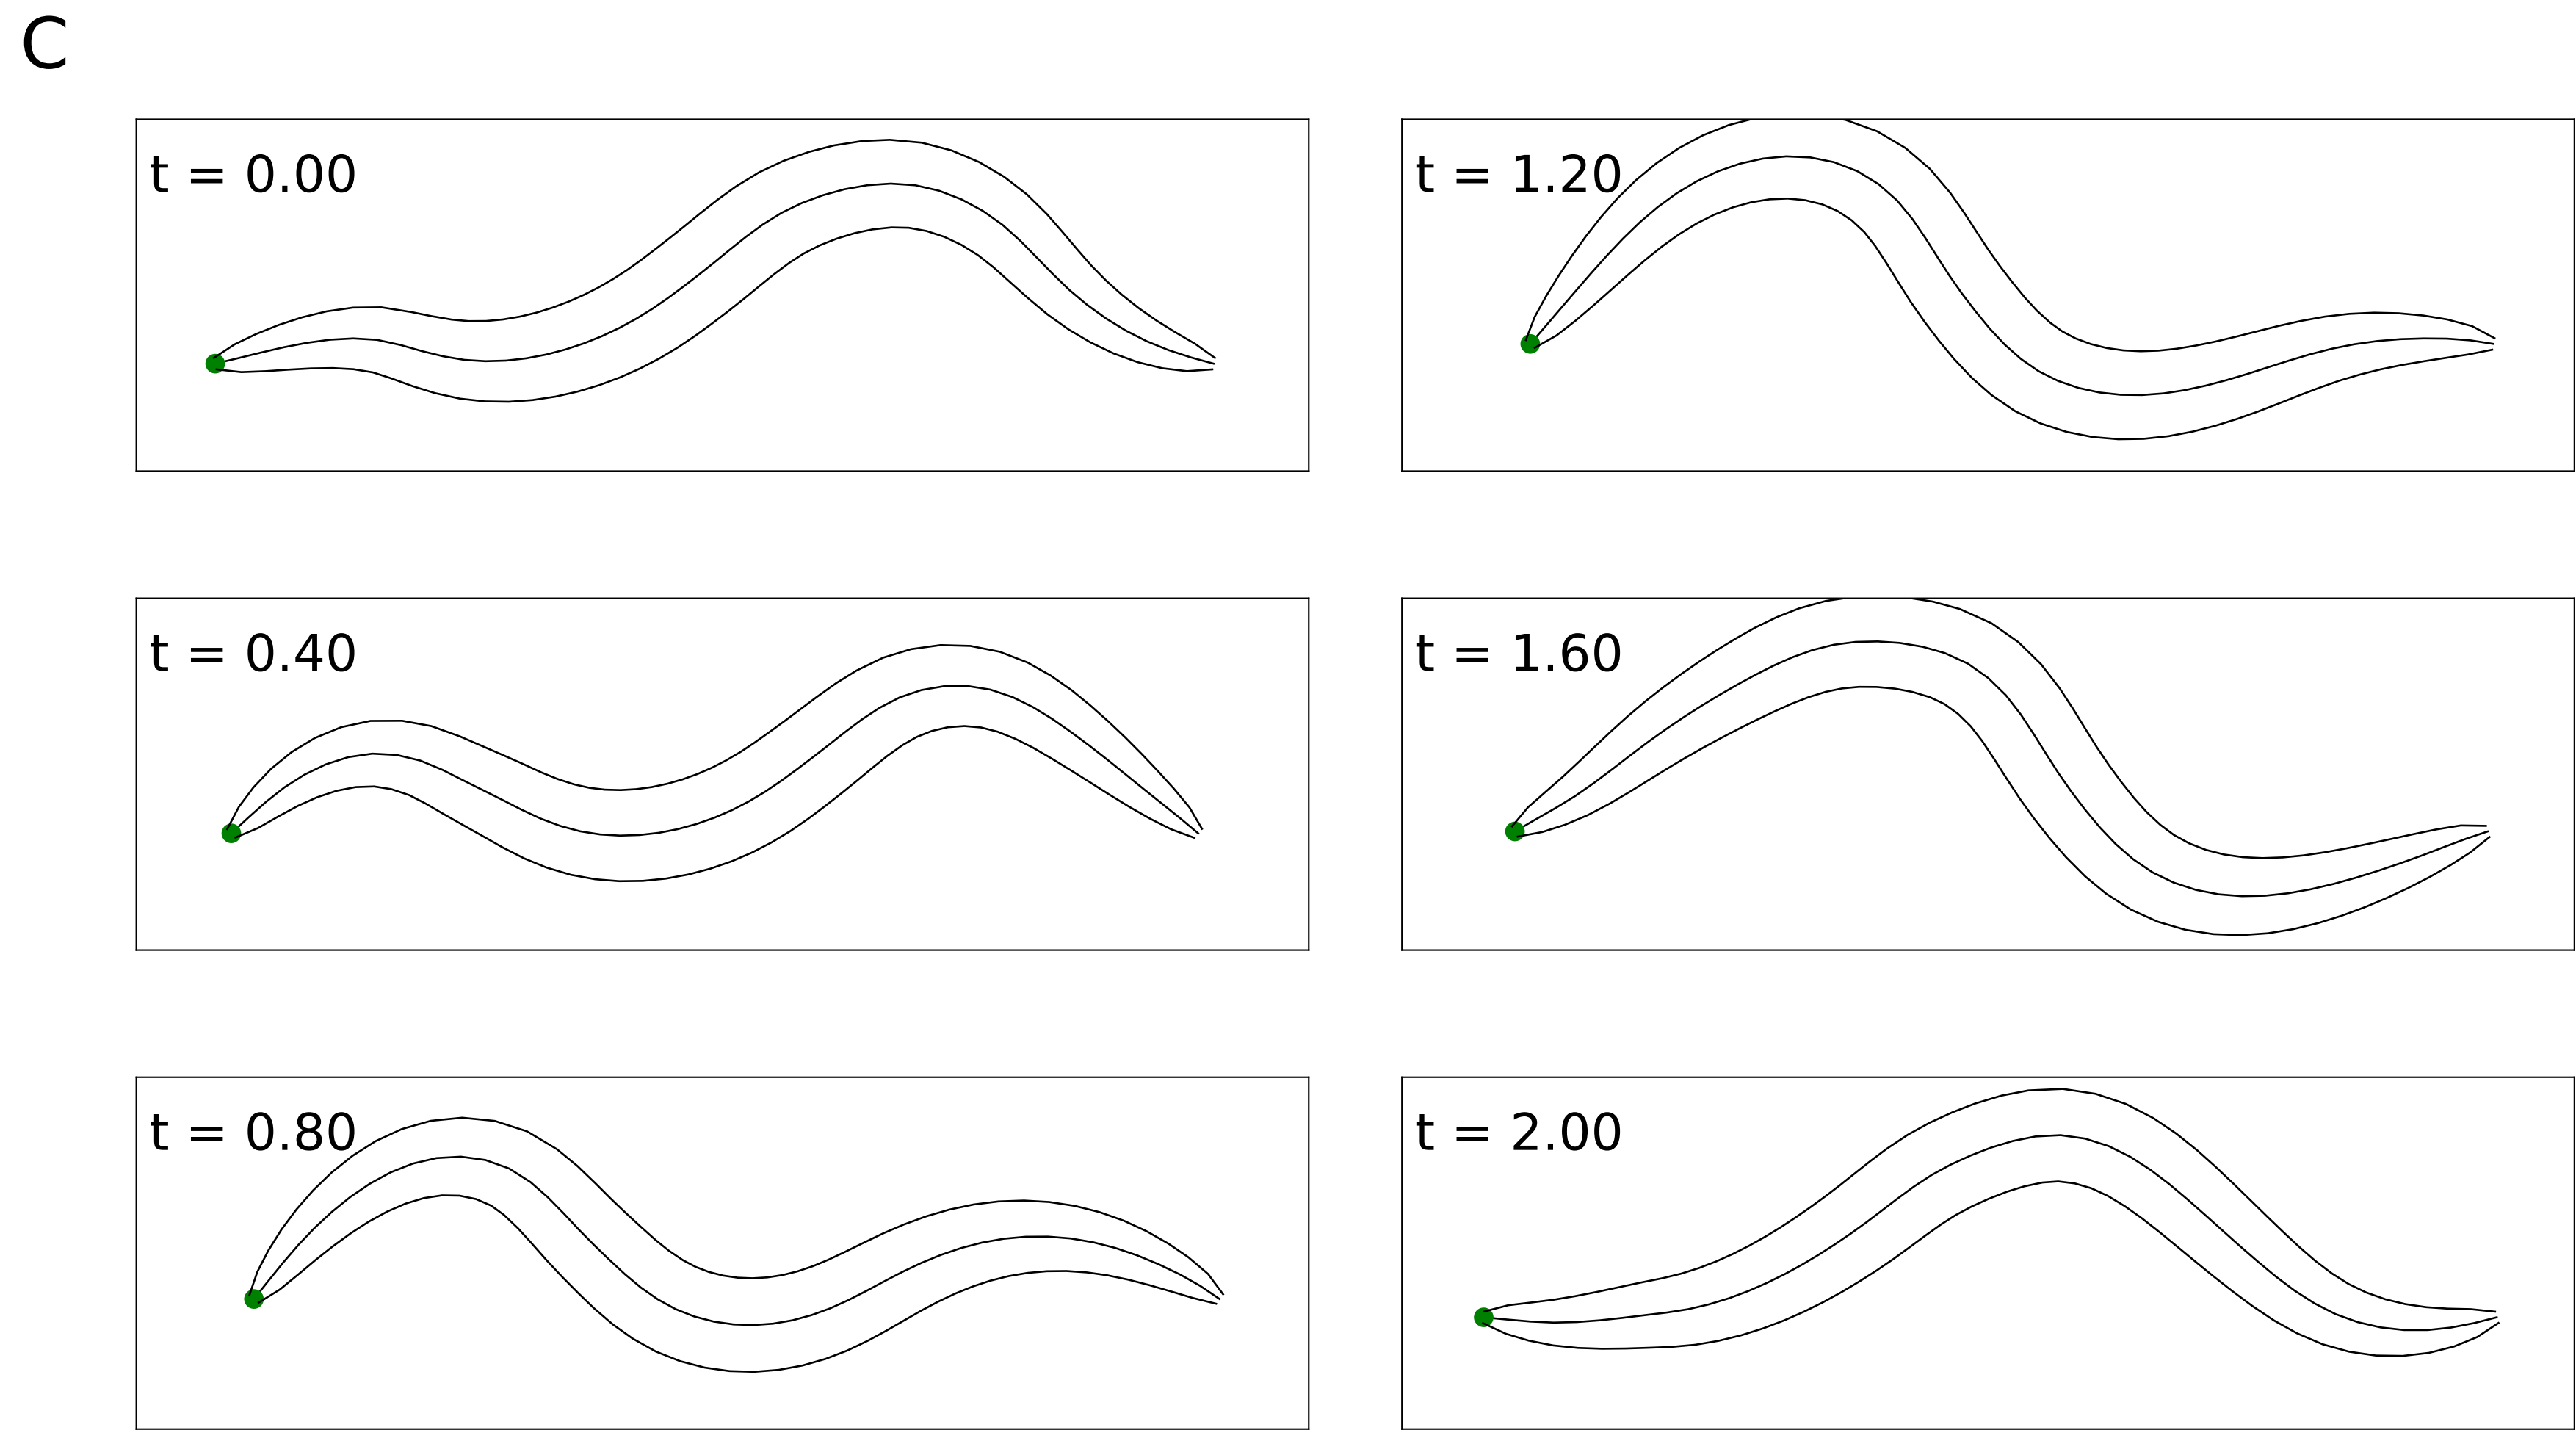 C
t = 0.00
t = 1.20
t = 0.40
t = 1.60
t = 0.80
t = 2.00